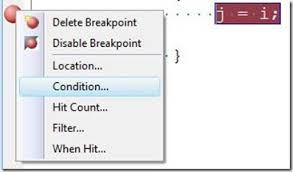 Delete Breakpoint
j = i;
Disable Breakpoint
Location...
}
Condition...
Hit Count...
Filter...
When Hit...